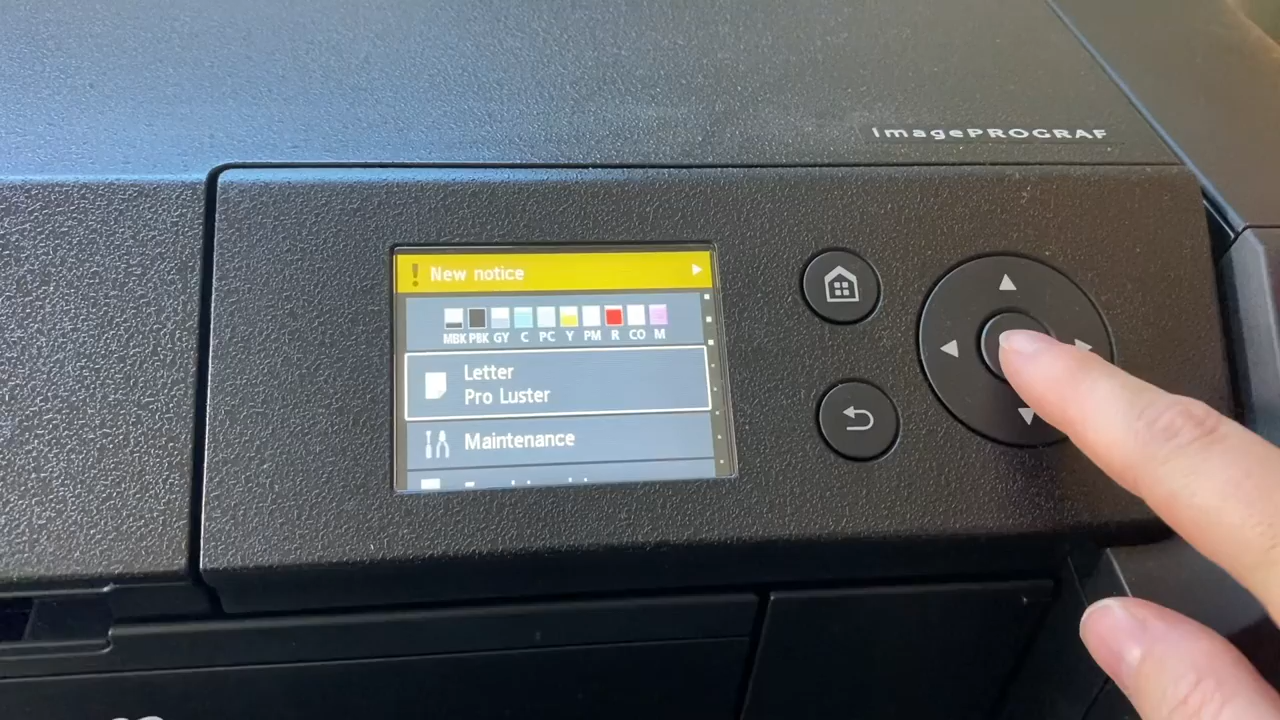 imagePROGRAF
! New notice
MBK PBK GY C PC Y PM R CO M
Letter
Pro Luster
Maintenance